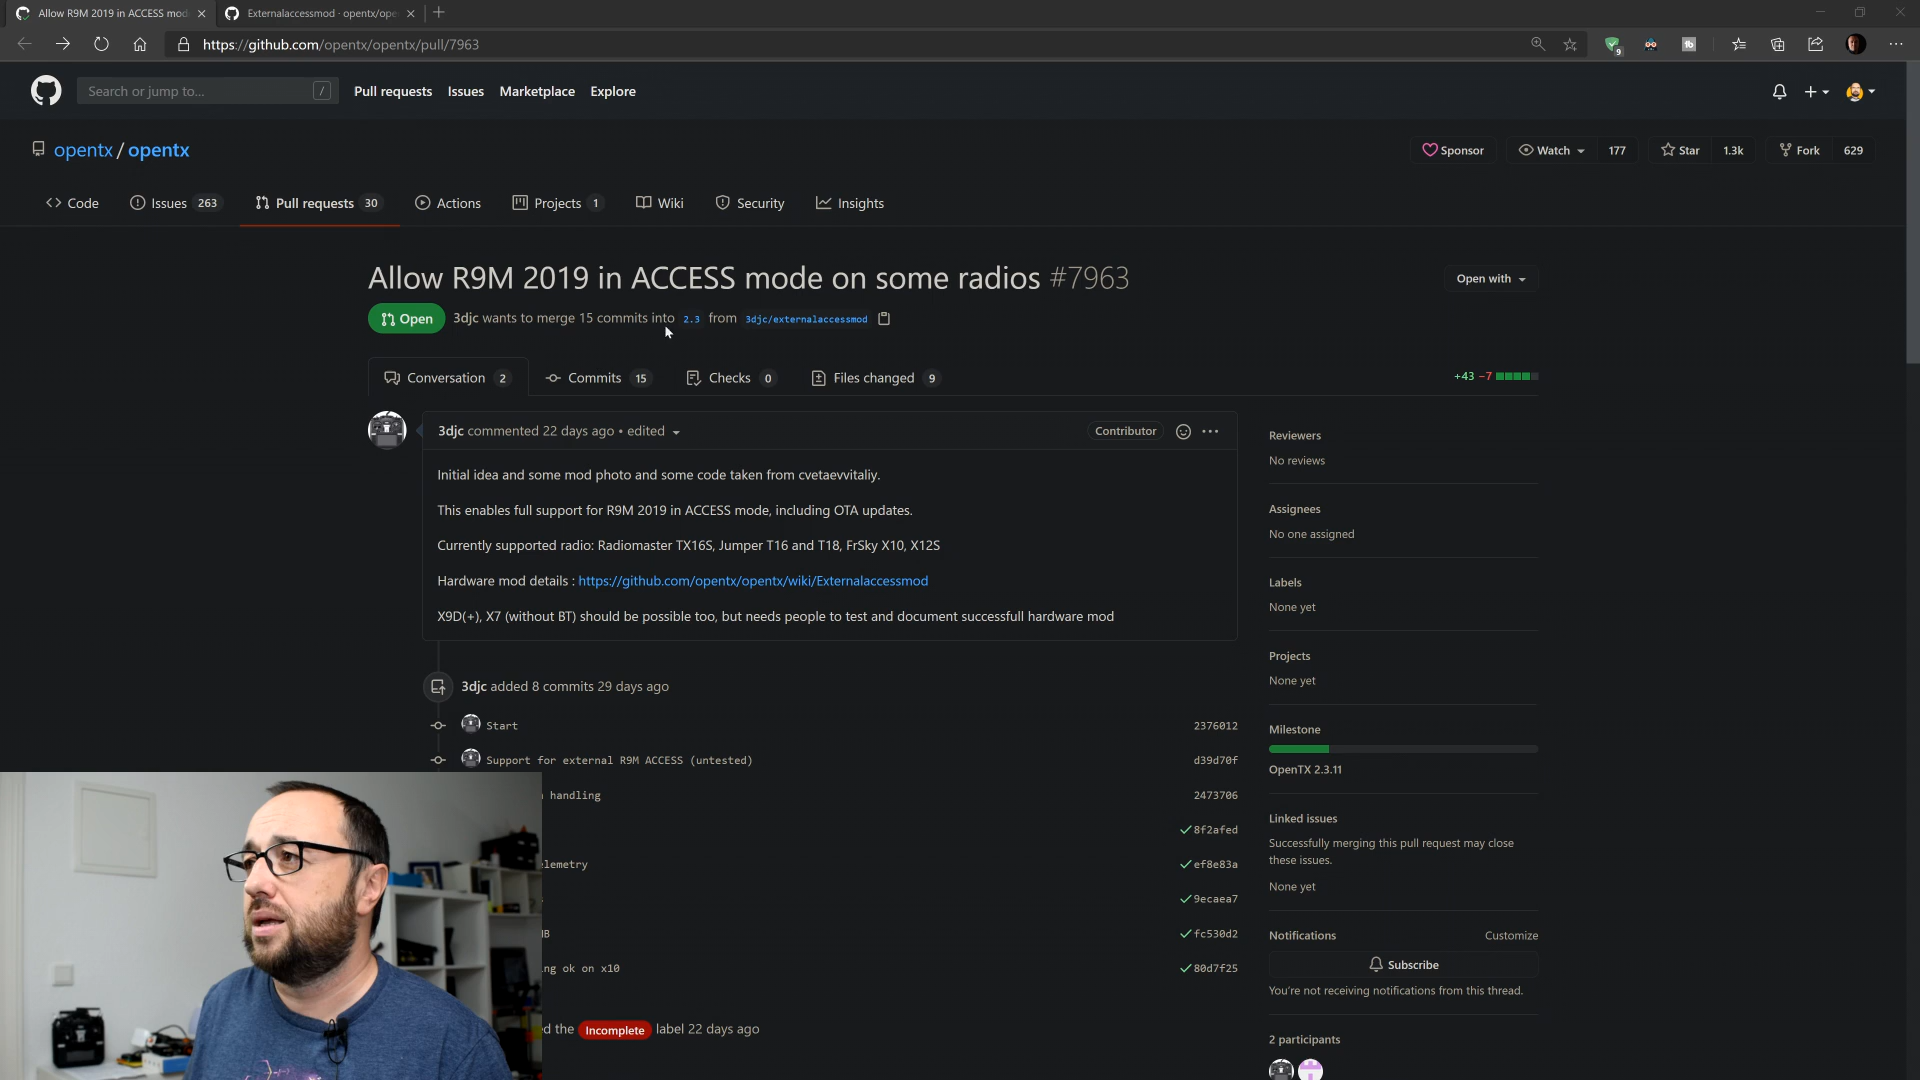 Allow R9M 2019 in ACCESS mod
Externalaccessmod · opentx/ope
https://github.com/opentx/opentx/pull/7963
9
Search or jump to... /
Pull requests Issues Marketplace Explore
opentx / opentx
Sponsor Watch 177 Star 1.3k Fork 629
Code Issues 263 Pull requests 30 Actions Projects 1 Wiki Security Insights
Allow R9M 2019 in ACCESS mode on some radios #7963
Open with
Open 3djc wants to merge 15 commits into 2.3 from 3djc/externalaccessmod
Conversation 2 Commits 15 Checks 0 Files changed 9
+43 −7
3djc commented 22 days ago • edited
Contributor
Initial idea and some mod photo and some code taken from cvetaevvitaliy.
This enables full support for R9M 2019 in ACCESS mode, including OTA updates.
Currently supported radio: Radiomaster TX16S, Jumper T16 and T18, FrSky X10, X12S
Hardware mod details : https://github.com/opentx/opentx/wiki/Externalaccessmod
X9D(+), X7 (without BT) should be possible too, but needs people to test and document successfull hardware mod
3djc added 8 commits 29 days ago
Start 2376012
Support for external R9M ACCESS (untested) d39d70f
handling 2473706
8f2afed
lemetry ef8e83a
9ecaea7
fc530d2
ng ok on x10 80d7f25
d the Incomplete label 22 days ago
Reviewers
No reviews
Assignees
No one assigned
Labels
None yet
Projects
None yet
Milestone
OpenTX 2.3.11
Linked issues
Successfully merging this pull request may close
these issues.
None yet
Notifications Customize
Subscribe
You're not receiving notifications from this thread.
2 participants